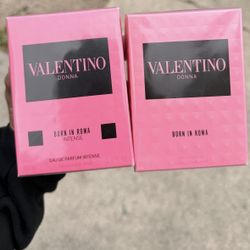 VALENTINO
DONNA
BORN IN ROMA
INTENSE
EAU DE PARFUM INTENSE
VALENTINO
DONNA
BORN IN ROMA